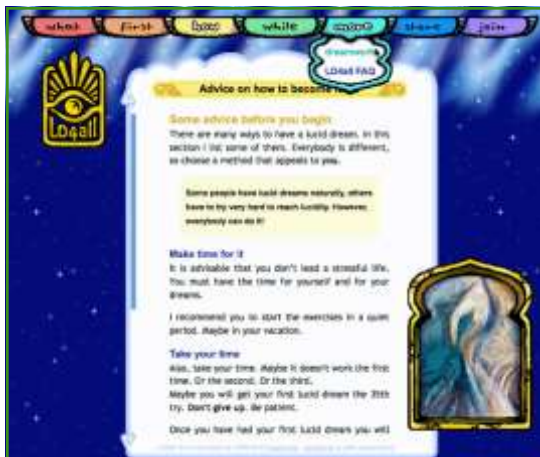 what first how while more share join
dreamworld
LD4all FAQ
LD4all
Advice on how to become
Some advice before you begin
There are many ways to have a lucid dream. In this
section I list some of them. Everybody is different,
so choose a method that appeals to you.
Some people have lucid dreams naturally, others
have to try very hard to reach lucidity. However,
everybody can do it!
Make time for it
It is advisable that you don't lead a stressful life.
You must have the time for yourself and for your
dreams.
I recommend you to start the exercises in a quiet
period. Maybe in your vacation.
Take your time
Also, take your time. Maybe it doesn't work the first
time. Or the second. Or the third.
Maybe you will get your first lucid dream the 35th
try. Don't give up. Be patient.
Once you have had your first lucid dream you will